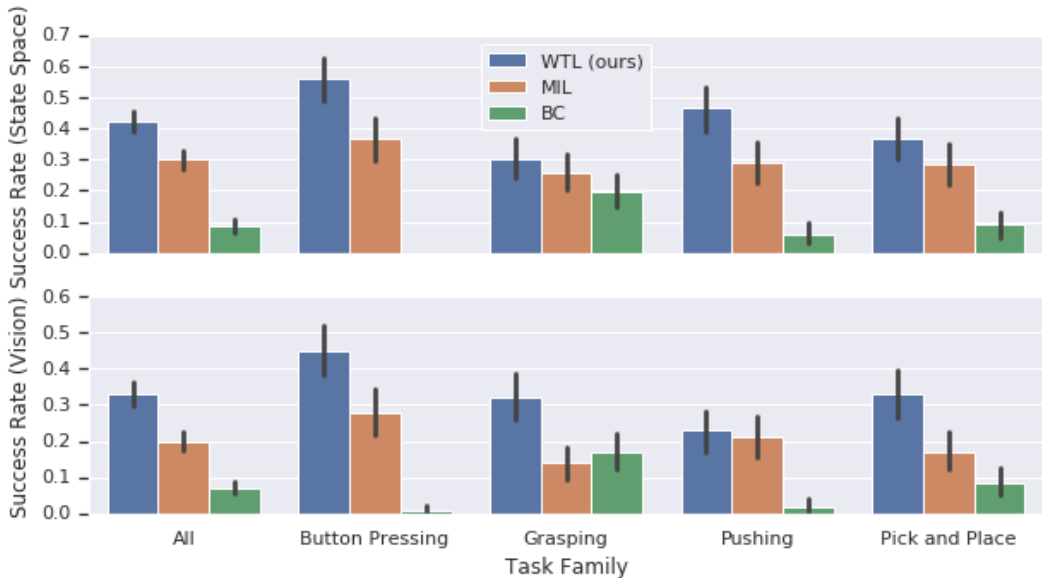 Success Rate (State Space)
0.7
0.6
0.5
0.4
0.3
0.2
0.1
0.0
WTL (ours)
MIL
BC
Success Rate (Vision)
0.6
0.5
0.4
0.3
0.2
0.1
0.0
All Button Pressing Grasping Pushing Pick and Place
Task Family